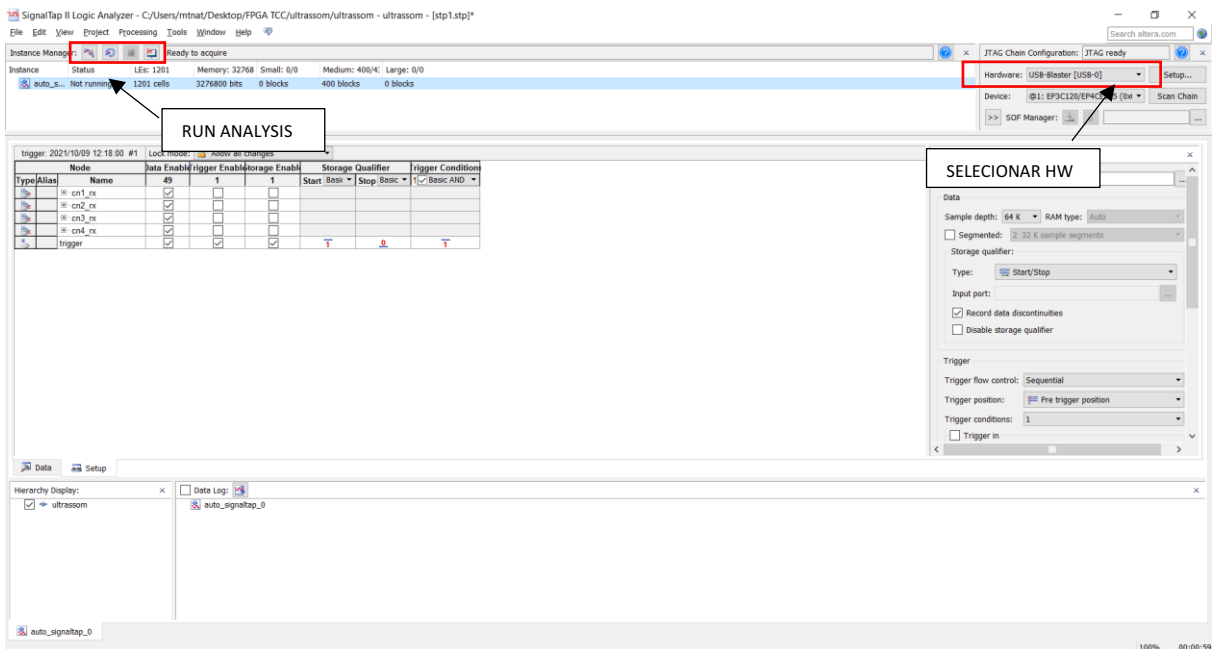 SignalTap II Logic Analyzer - C:/Users/mtnat/Desktop/FPGA TCC/ultrassom/ultrassom - ultrassom - [stp1.stp]*
File Edit View Project Processing Tools Window Help
Search altera.com
Instance Manager: Ready to acquire
Instance Status LEs: 1201 Memory: 32768 Small: 0/0 Medium: 400/4 Large: 0/0
auto_s... Not running 1201 cells 3276800 bits 0 blocks 400 blocks 0 blocks
JTAG Chain Configuration: JTAG ready
Hardware: USB-Blaster [USB-0] Setup...
Device: @1: EP3C120/EP4C (0x Scan Chain
>> SOF Manager: ...
RUN ANALYSIS
SELECIONAR HW
trigger: 2021/10/09 12:18:00 #1 Lock mode: Allow all changes
Node Data Enable Trigger Enable Storage Enable Storage Qualifier Trigger Conditions
Type Alias Name 49 1 1 Start Basic Stop Basic 1 Basic AND
cn1_rx
cn2_rx
cn3_rx
cn4_rx
trigger 1 0 1
Data
Sample depth: 64 K RAM type: Auto
Segmented: 2 32 K sample segments
Storage qualifier:
Type: Start/Stop
Input port: ...
Record data discontinuities
Disable storage qualifier
Trigger
Trigger flow control: Sequential
Trigger position: Pre trigger position
Trigger conditions: 1
Trigger in
Data Setup
Hierarchy Display:
ultrassom
Data Log:
auto_signaltap_0
auto_signaltap_0
100% 00:00:59